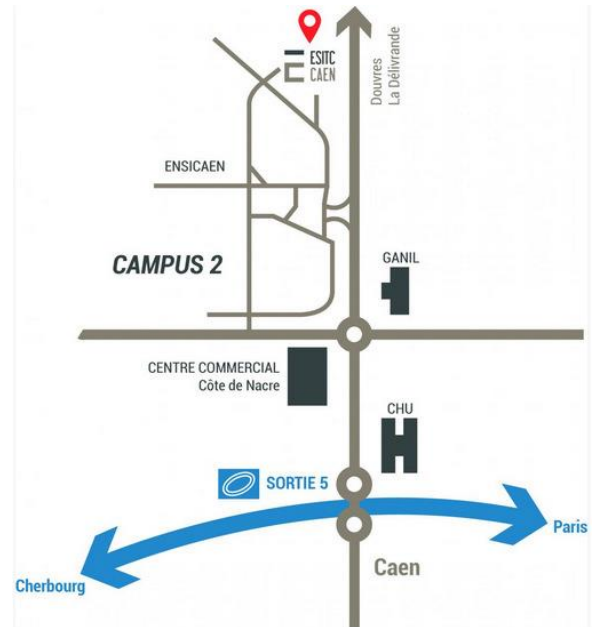 ESITC
CAEN
Douvres
La Délivrande
ENSICAEN
CAMPUS 2
GANIL
CENTRE COMMERCIAL
Côte de Nacre
CHU
SORTIE 5
Paris
Caen
Cherbourg